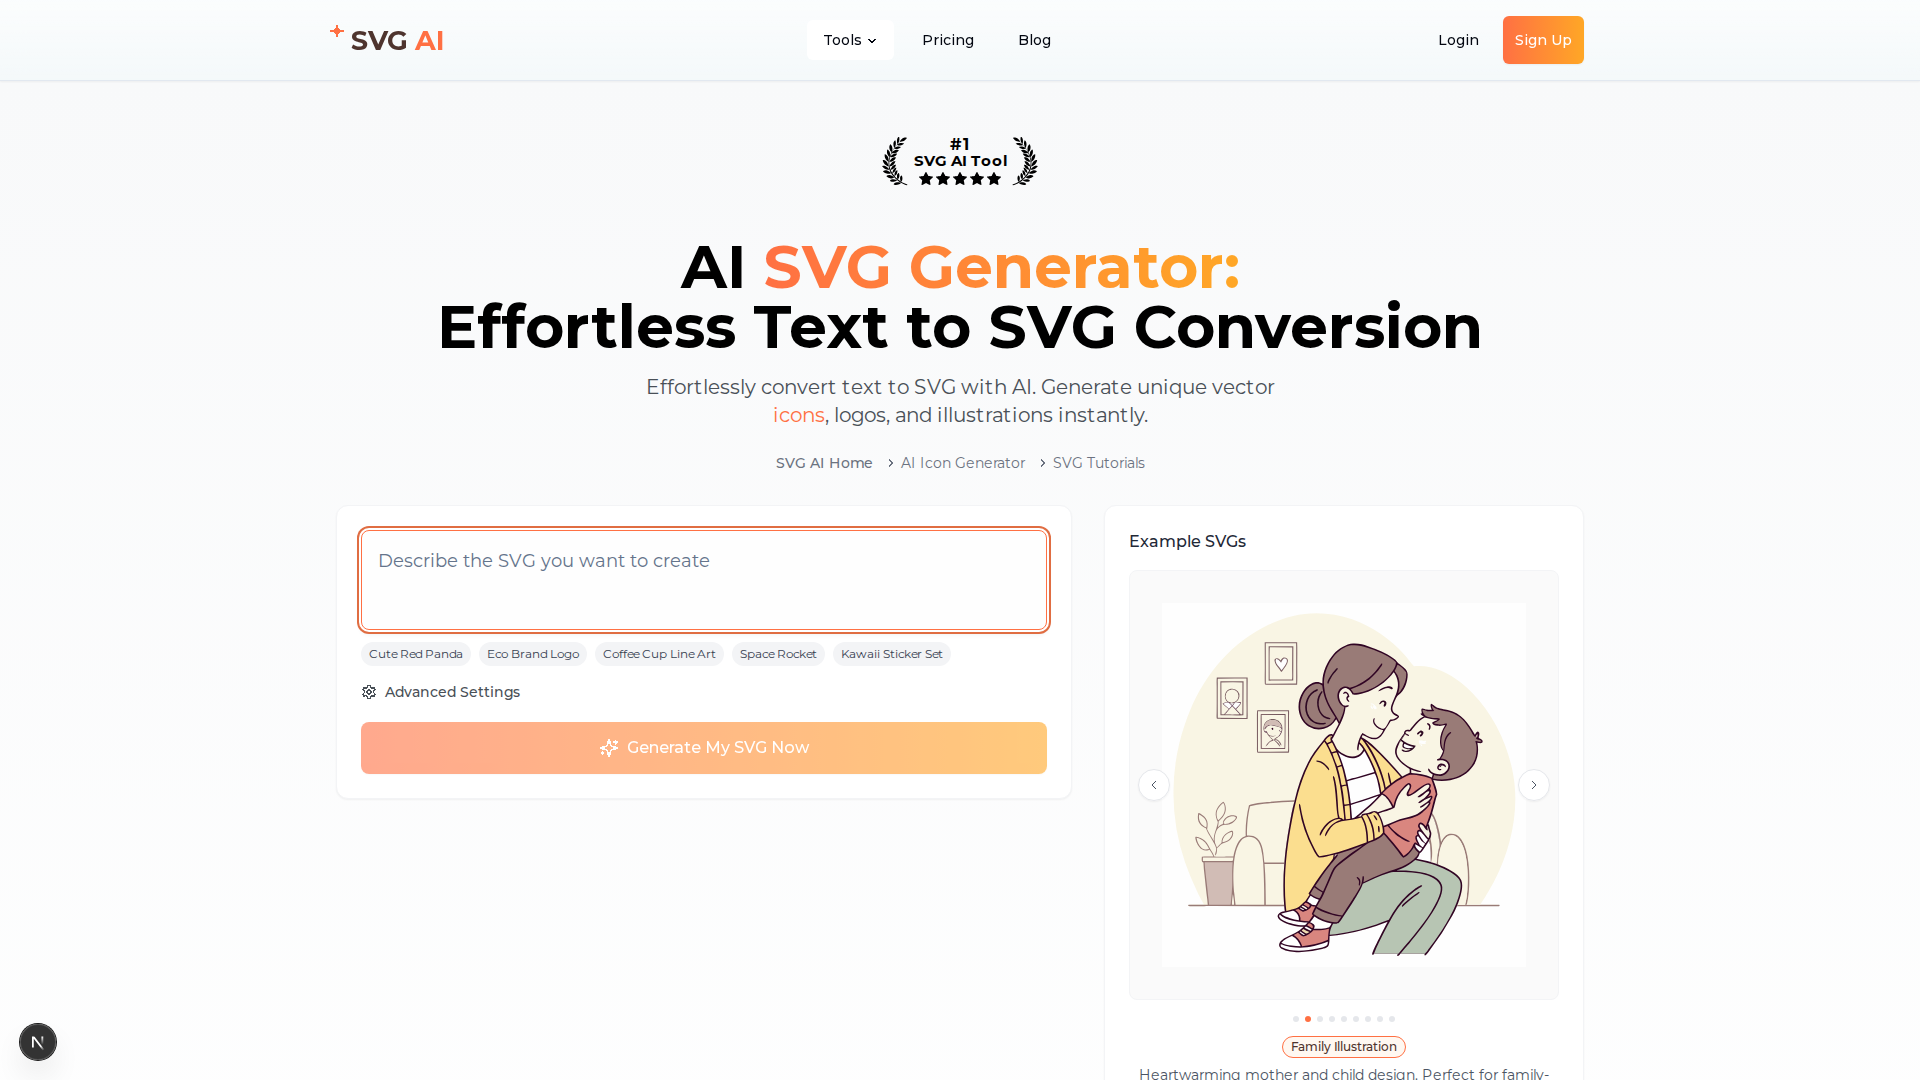 SVG AI
Tools
Pricing
Blog
Login
Sign Up
#1
SVG AI Tool
AI SVG Generator:
Effortless Text to SVG Conversion
Effortlessly convert text to SVG with AI. Generate unique vector
icons, logos, and illustrations instantly.
SVG AI Home
AI Icon Generator
SVG Tutorials
Describe the SVG you want to create
Cute Red Panda
Eco Brand Logo
Coffee Cup Line Art
Space Rocket
Kawaii Sticker Set
Advanced Settings
Generate My SVG Now
Example SVGs
Family Illustration
Heartwarming mother and child design. Perfect for family-
N